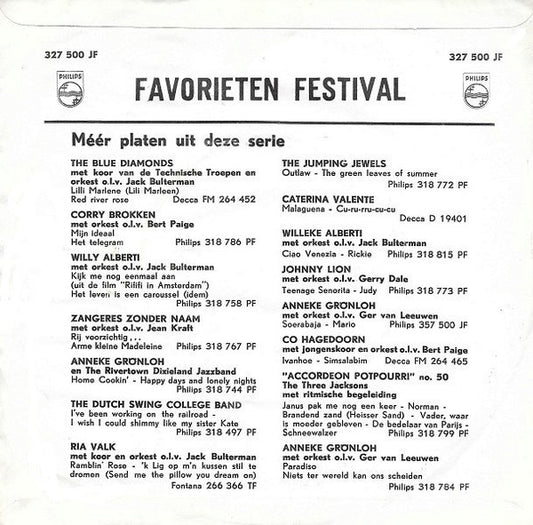 327 500 JF
327 500 JF
PHILIPS
PHILIPS
FAVORIETEN FESTIVAL
Méér platen uit deze serie
THE BLUE DIAMONDS
met koor van de Technische Troepen en
orkest o.l.v. Jack Bulterman
Lilli Marlene (Lili Marleen)
Red river rose Decca FM 264 452
CORRY BROKKEN
met orkest o.l.v. Bert Paige
Mijn ideaal
Het telegram Philips 318 786 PF
WILLY ALBERTI
met orkest o.l.v. Jack Bulterman
Kijk me nog eenmaal aan
(uit de film "Rififi in Amsterdam")
Het leven is een caroussel (idem)
Philips 318 758 PF
ZANGERES ZONDER NAAM
met orkest o.l.v. Jean Kraft
Rij voorzichtig...
Arme kleine Madeleine Philips 318 767 PF
ANNEKE GRÖNLOH
en The Rivertown Dixieland Jazzband
Home Cookin' - Happy days and lonely nights
Philips 318 744 PF
THE DUTCH SWING COLLEGE BAND
I've been working on the railroad -
I wish I could shimmy like my sister Kate
Philips 318 497 PF
RIA VALK
met koor en orkest o.l.v. Jack Bulterman
Ramblin' Rose - 'k Lig op m'n kussen stil te
dromen (Send me the pillow you dream on)
Fontana 266 366 TF
THE JUMPING JEWELS
Outlaw - The green leaves of summer
Philips 318 772 PF
CATERINA VALENTE
Malaguena - Cu-ru-rru-cu-cu
Decca D 19401
WILLEKE ALBERTI
met orkest o.l.v. Jack Bulterman
Ciao Venezia - Rickie Philips 318 815 PF
JOHNNY LION
met orkest o.l.v. Gerry Dale
Teenage Senorita - Judy Philips 318 773 PF
ANNEKE GRÖNLOH
met orkest o.l.v. Ger van Leeuwen
Soerabaja - Mario Philips 357 500 JF
CO HAGEDOORN
met jongenskoor en orkest o.l.v. Bert Paige
Ivanhoe - Simsalabim Decca FM 264 465
"ACCORDEON POTPOURRI" no. 50
The Three Jacksons
met ritmische begeleiding
Janus pak me nog een keer - Norman -
Brandend zand (Heisser Sand) - Vader, waar
is moeder gebleven - De bedelaar van Parijs -
Schneewalzer Philips 318 799 PF
ANNEKE GRÖNLOH
met orkest o.l.v. Ger van Leeuwen
Paradiso
Niets ter wereld kan ons scheiden
Philips 318 784 PF